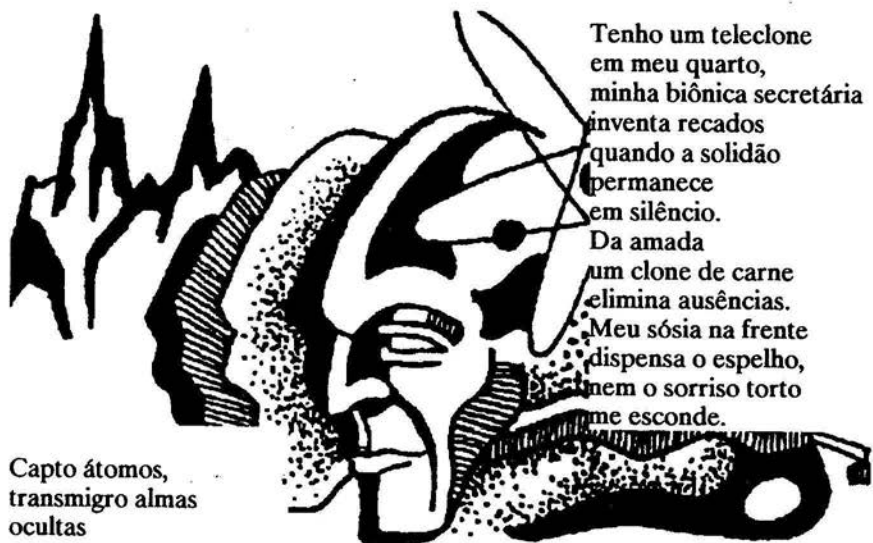 Tenho um teleclone
em meu quarto,
minha biônica secretária
inventa recados
quando a solidão
permanece
em silêncio.
Da amada
um clone de carne
elimina ausências.
Meu sósia na frente
dispensa o espelho,
nem o sorriso torto
me esconde.
Capto átomos,
transmigro almas
ocultas